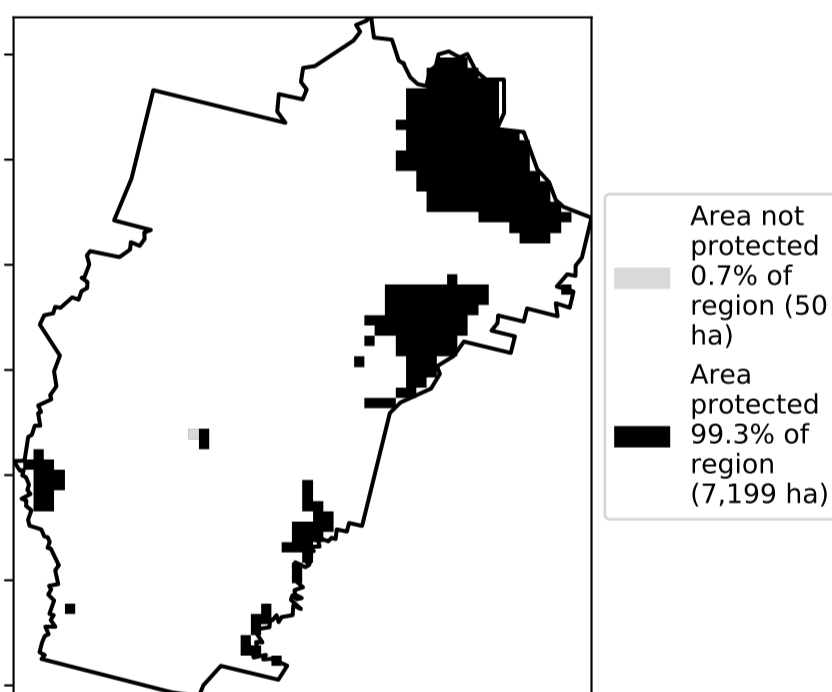 Area not
protected
0.7% of
region (50
ha)
Area
protected
99.3% of
region
(7,199 ha)